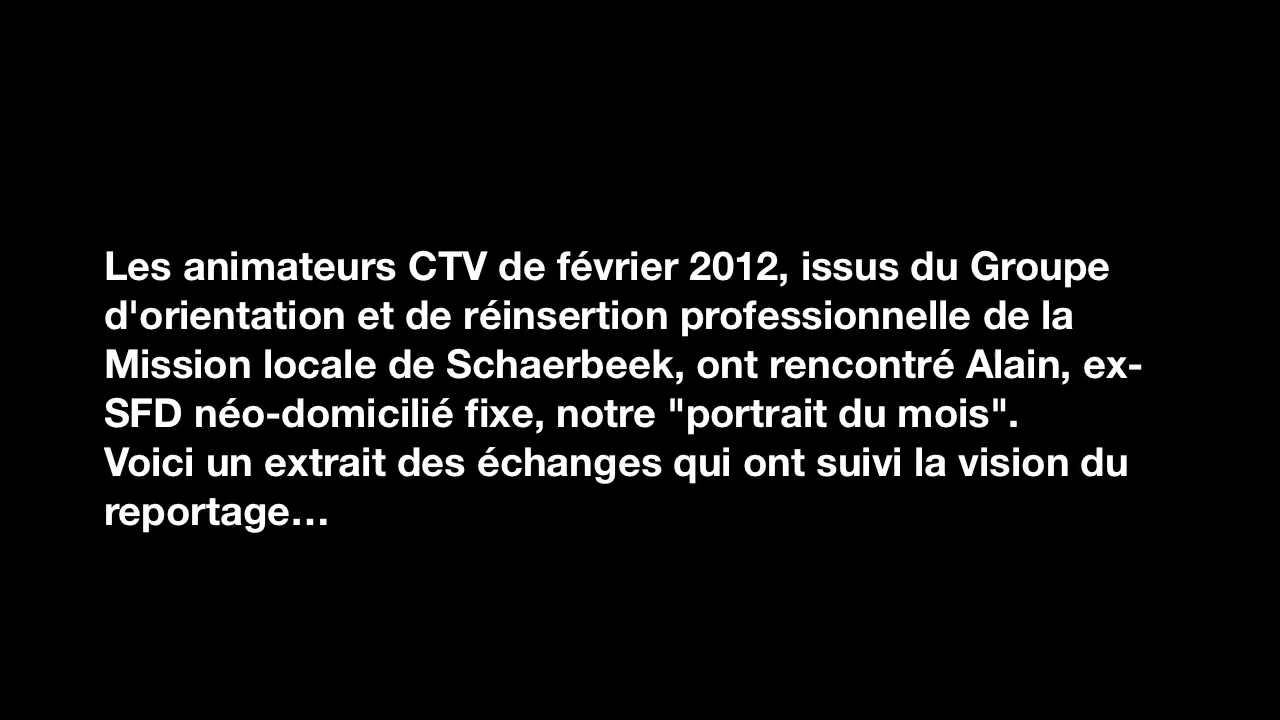 Les animateurs CTV de février 2012, issus du Groupe
d'orientation et de réinsertion professionnelle de la
Mission locale de Schaerbeek, ont rencontré Alain, ex-
SFD néo-domicilié fixe, notre "portrait du mois".
Voici un extrait des échanges qui ont suivi la vision du
reportage…